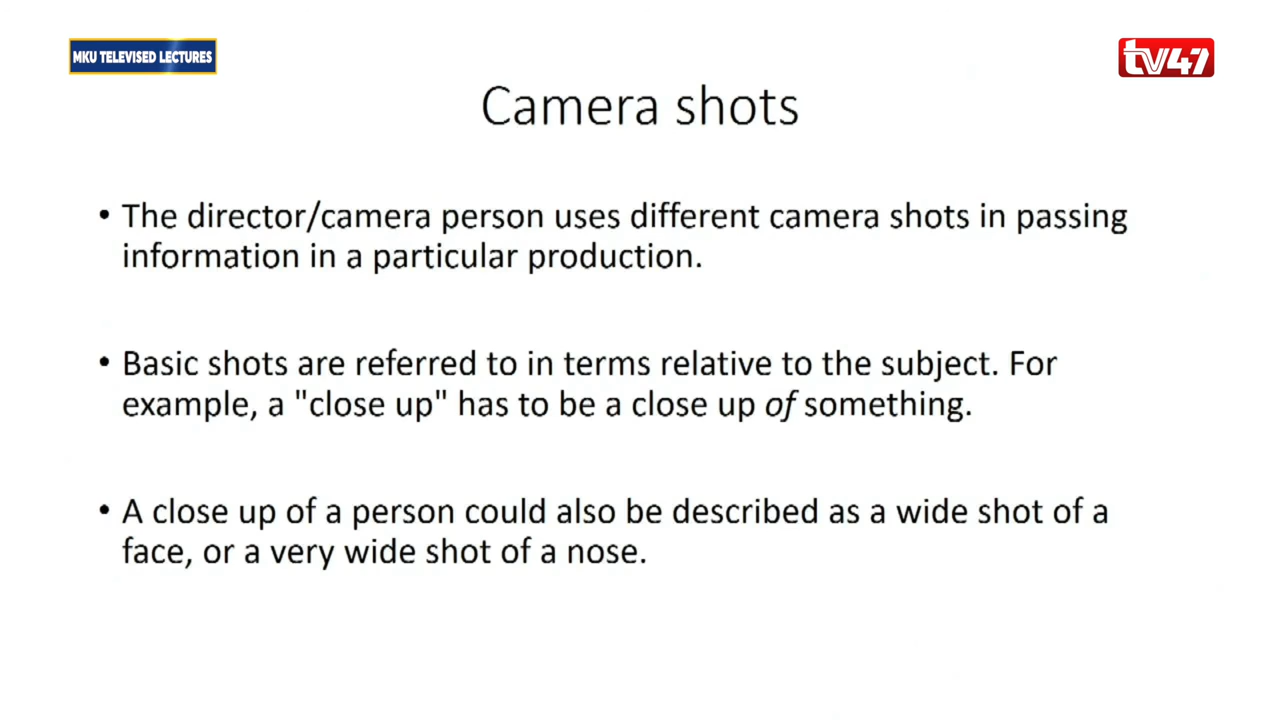 MKU TELEVISED LECTURES
tv47
Camera shots
• The director/camera person uses different camera shots in passing
information in a particular production.
• Basic shots are referred to in terms relative to the subject. For
example, a "close up" has to be a close up of something.
• A close up of a person could also be described as a wide shot of a
face, or a very wide shot of a nose.